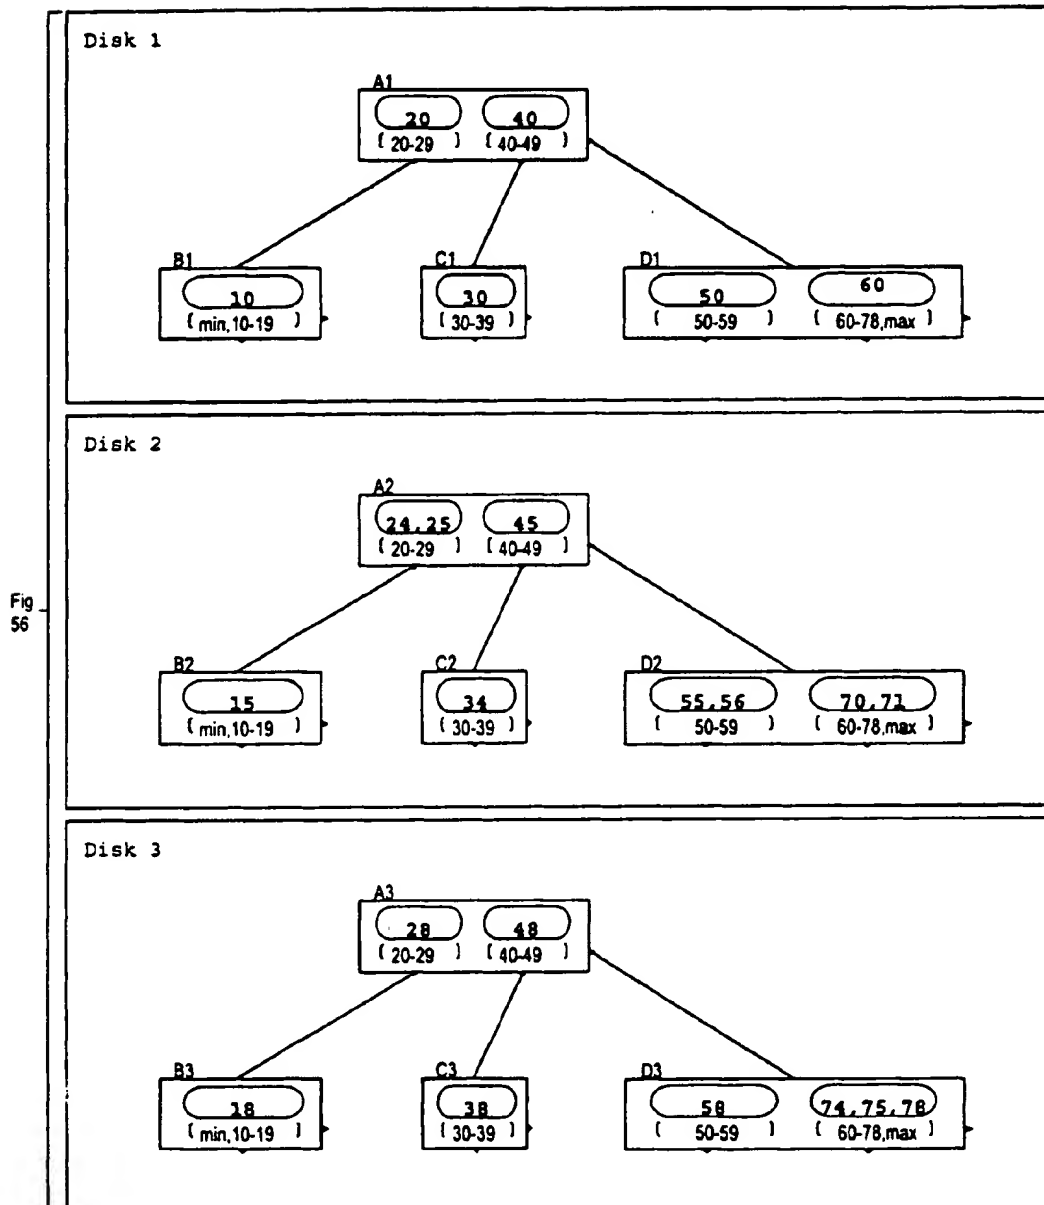 Disk 1
A1
20 40
( 20-29 ) ( 40-49 )
B1 C1 D1
10 30 50 60
( min,10-19 ) ( 30-39 ) ( 50-59 ) ( 60-78,max )
Disk 2
A2
24,25 45
( 20-29 ) ( 40-49 )
Fig
56
B2 C2 D2
15 34 55,56 70,71
( min,10-19 ) ( 30-39 ) ( 50-59 ) ( 60-78,max )
Disk 3
A3
28 48
( 20-29 ) ( 40-49 )
B3 C3 D3
18 38 58 74,75,78
( min,10-19 ) ( 30-39 ) ( 50-59 ) ( 60-78,max )